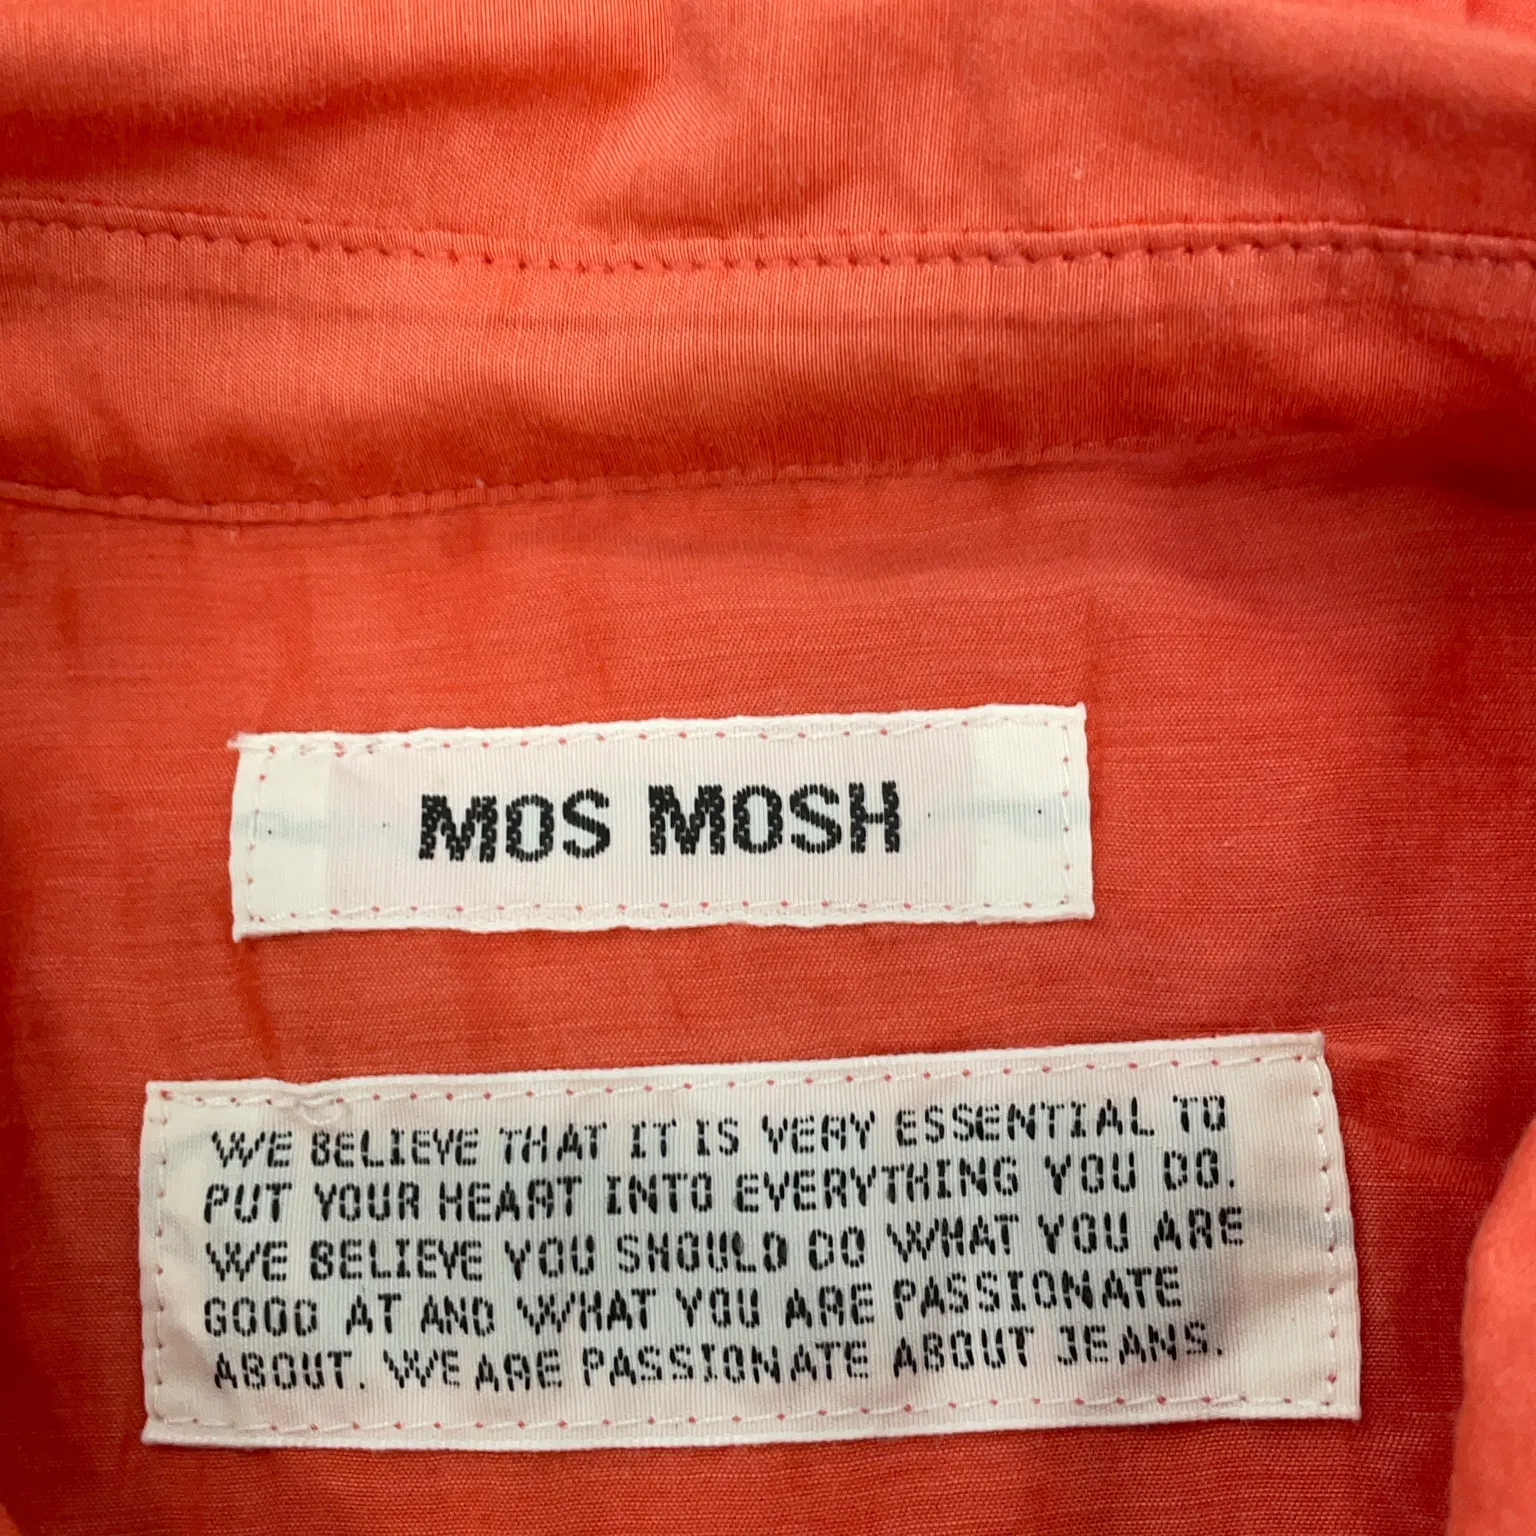 MOS MOSH
WE BELIEVE THAT IT IS VERY ESSENTIAL TO
PUT YOUR HEART INTO EVERYTHING YOU DO.
WE BELIEVE YOU SHOULD DO WHAT YOU ARE
GOOD AT AND WHAT YOU ARE PASSIONATE
ABOUT. WE ARE PASSIONATE ABOUT JEANS.